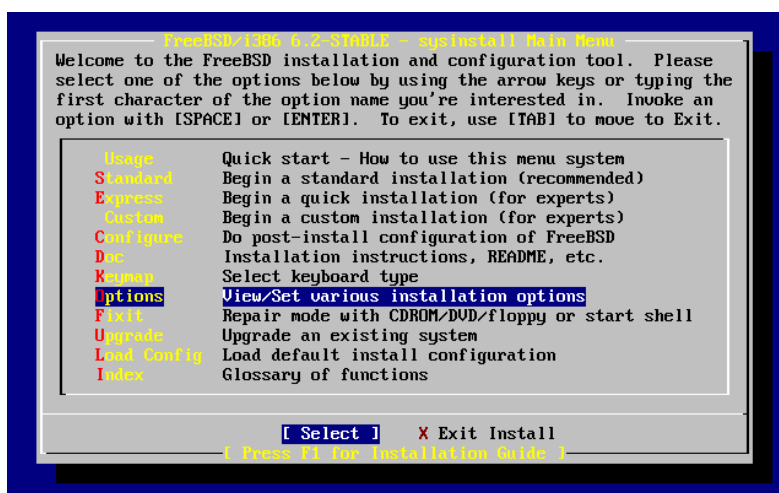 FreeBSD/i386 6.2-STABLE - sysinstall Main Menu
Welcome to the FreeBSD installation and configuration tool.  Please
select one of the options below by using the arrow keys or typing the
first character of the option name you're interested in.  Invoke an
option with [SPACE] or [ENTER].  To exit, use [TAB] to move to Exit.
Usage Quick start - How to use this menu system
Standard Begin a standard installation (recommended)
Express Begin a quick installation (for experts)
Custom Begin a custom installation (for experts)
Configure Do post-install configuration of FreeBSD
Doc Installation instructions, README, etc.
Keymap Select keyboard type
Options View/Set various installation options
Fixit Repair mode with CDROM/DVD/floppy or start shell
Upgrade Upgrade an existing system
Load Config Load default install configuration
Index Glossary of functions
[ Select ] X Exit Install
[ Press F1 for Installation Guide ]